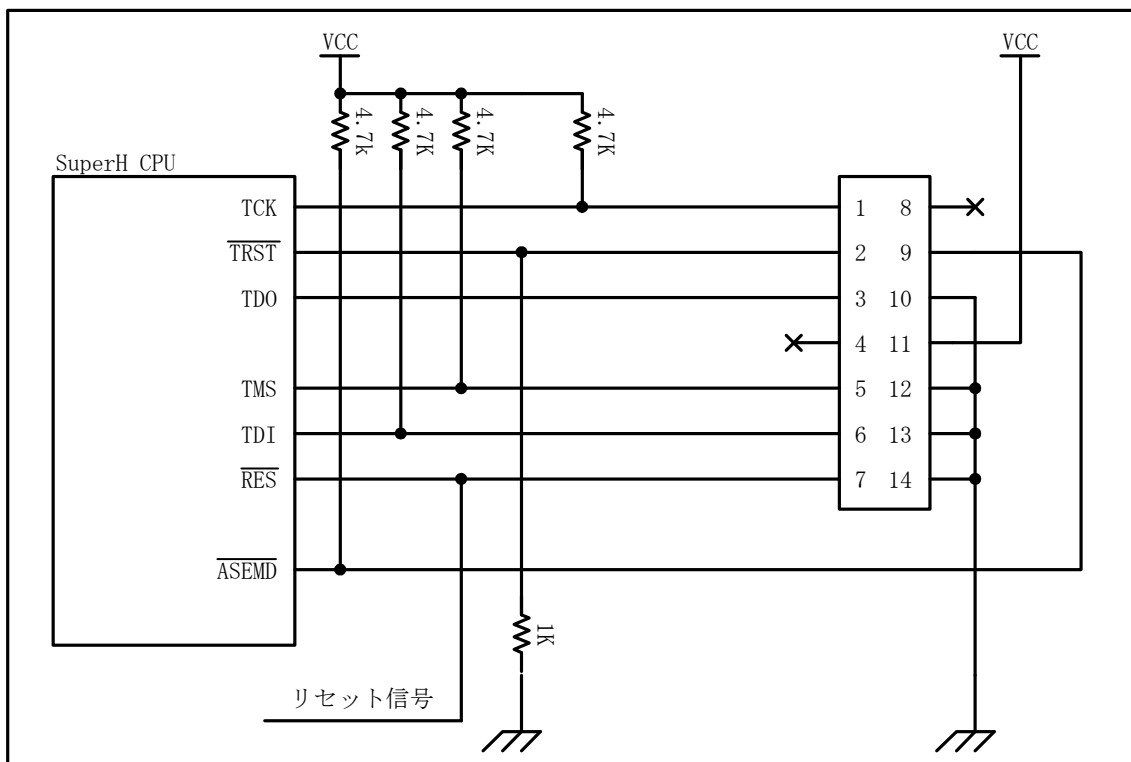 VCC
VCC
4.7k
4.7K
4.7K
4.7K
SuperH CPU
TCK
1 8
TRST
2 9
TDO
3 10
4 11
TMS
5 12
TDI
6 13
RES
7 14
ASEMD
1K
リセット信号